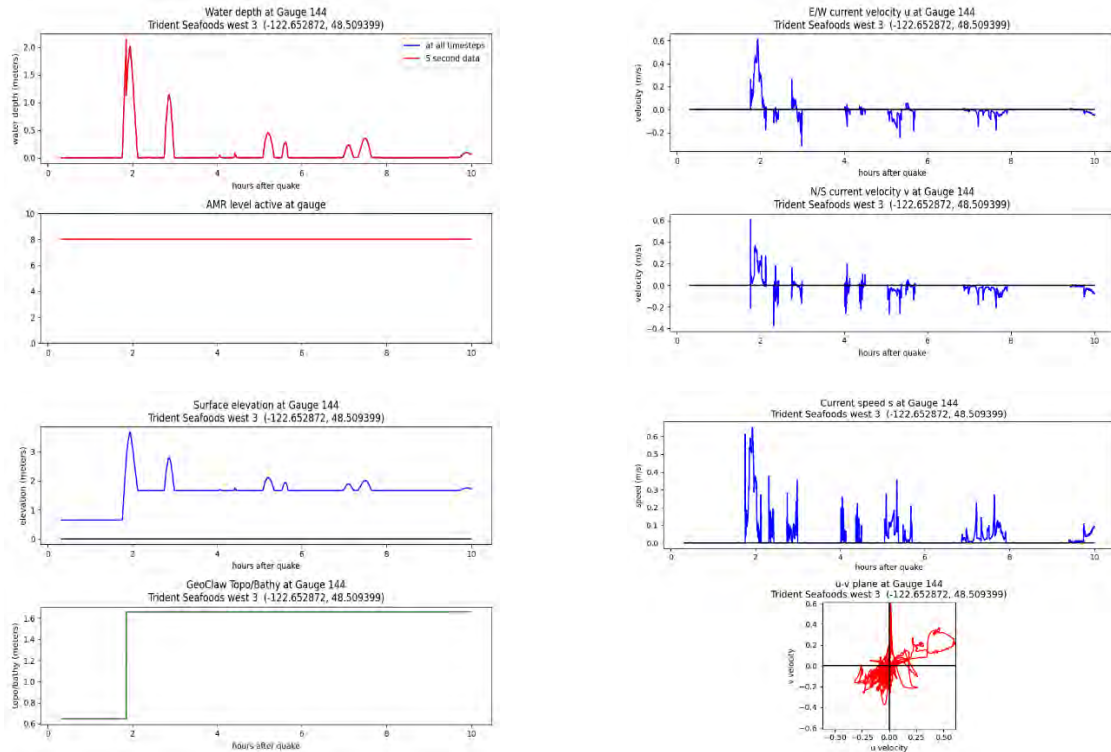 Water depth at Gauge 144
Trident Seafoods west 3 (-122.652872, 48.509399)
at all timesteps
5 second data
water depth (meters)
2.0
1.5
1.0
0.5
0.0
0 2 4 6 8 10
hours after quake
AMR level active at gauge
10
8
6
4
2
0
0 2 4 6 8 10
hours after quake
Surface elevation at Gauge 144
Trident Seafoods west 3 (-122.652872, 48.509399)
elevation (meters)
3
2
1
0
0 2 4 6 8 10
hours after quake
GeoClaw Topo/Bathy at Gauge 144
Trident Seafoods west 3 (-122.652872, 48.509399)
topo/bathy (meters)
1.6
1.4
1.2
1.0
0.8
0.6
0 2 4 6 8 10
hours after quake
E/W current velocity u at Gauge 144
Trident Seafoods west 3 (-122.652872, 48.509399)
velocity (m/s)
0.6
0.4
0.2
0.0
−0.2
0 2 4 6 8 10
hours after quake
N/S current velocity v at Gauge 144
Trident Seafoods west 3 (-122.652872, 48.509399)
velocity (m/s)
0.6
0.4
0.2
0.0
−0.2
−0.4
0 2 4 6 8 10
hours after quake
Current speed s at Gauge 144
Trident Seafoods west 3 (-122.652872, 48.509399)
speed (m/s)
0.6
0.5
0.4
0.3
0.2
0.1
0.0
0 2 4 6 8 10
hours after quake
u-v plane at Gauge 144
Trident Seafoods west 3 (-122.652872, 48.509399)
v velocity
0.6
0.4
0.2
0.0
−0.2
−0.4
−0.6
−0.50 −0.25 0.00 0.25 0.50
u velocity